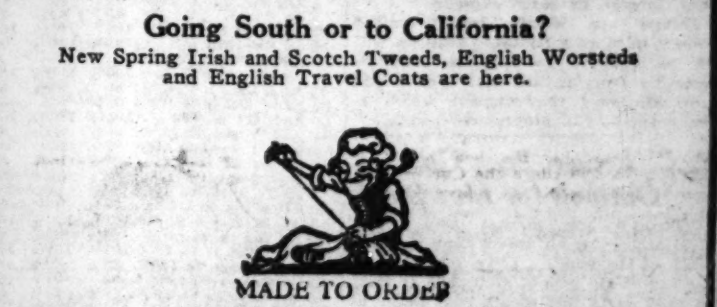 Going South or to California?
New Spring Irish and Scotch Tweeds, English Worsteds
and English Travel Coats are here.
MADE TO ORDER